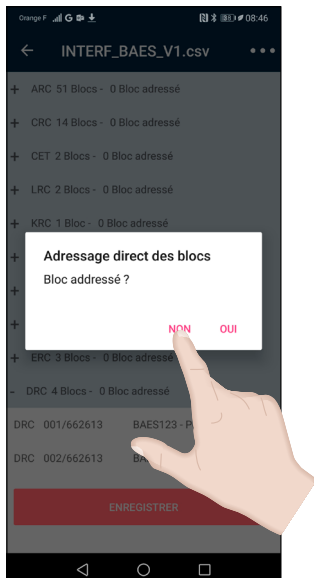 Orange F 08:46
INTERF_BAES_V1.csv
+ ARC 51 Blocs - 0 Bloc adressé
+ CRC 14 Blocs - 0 Bloc adressé
+ CET 2 Blocs - 0 Bloc adressé
+ LRC 2 Blocs - 0 Bloc adressé
+ KRC 1 Bloc - 0 Bloc adressé
Adressage direct des blocs
Bloc addressé ?
NON OUI
+ ERC 3 Blocs - 0 Bloc adressé
- DRC 4 Blocs - 0 Bloc adressé
DRC 001/662613 BAES123 -
DRC 002/662613
ENREGISTRER